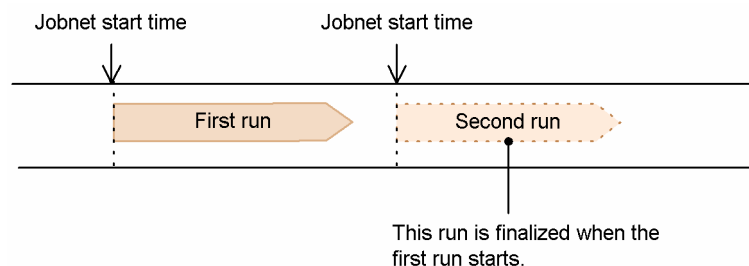 Jobnet start time
Jobnet start time
First run
Second run
This run is finalized when the
first run starts.